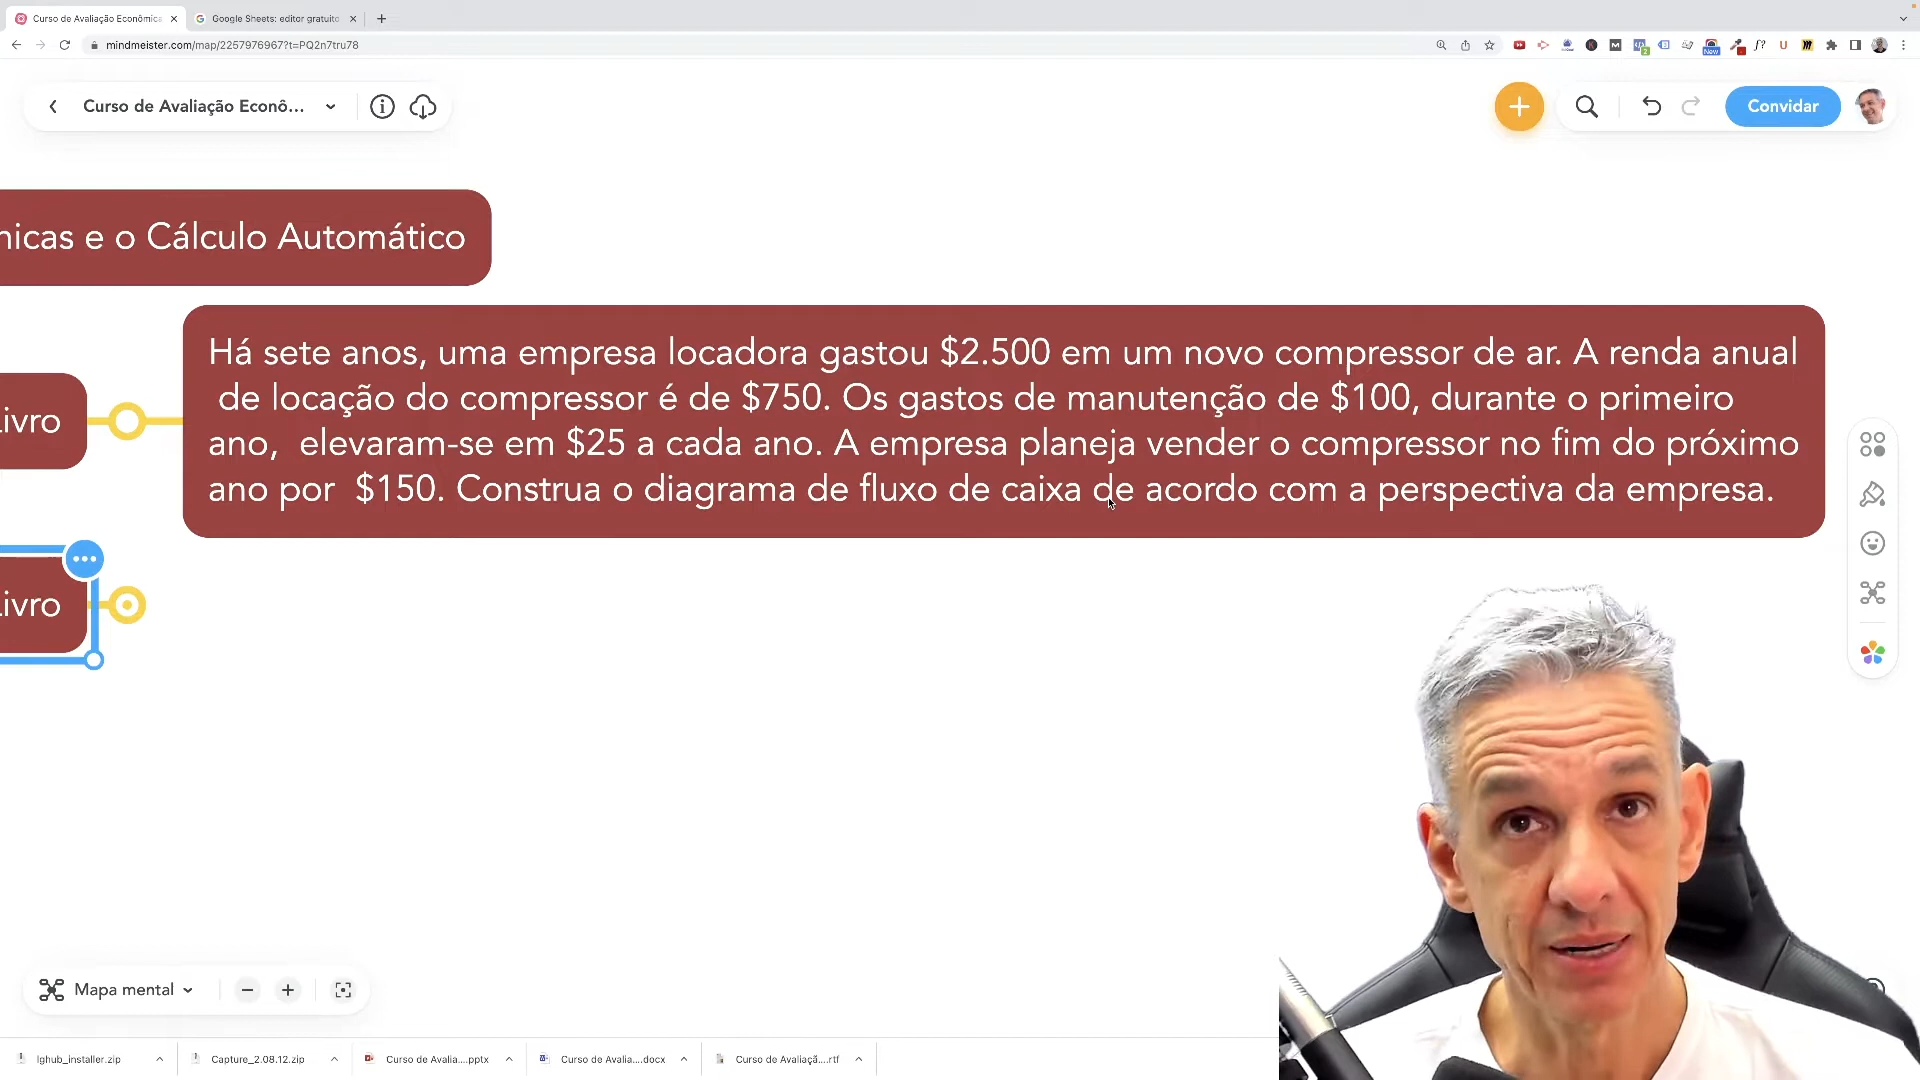 Curso de Avaliação Econômica
Google Sheets: editor gratuito
mindmeister.com/map/2257976967?t=PQ2n7tru78
New
Curso de Avaliação Econô...
Convidar
nicas e o Cálculo Automático
Há sete anos, uma empresa locadora gastou $2.500 em um novo compressor de ar. A renda anual
de locação do compressor é de $750. Os gastos de manutenção de $100, durante o primeiro
ano, elevaram-se em $25 a cada ano. A empresa planeja vender o compressor no fim do próximo
ano por $150. Construa o diagrama de fluxo de caixa de acordo com a perspectiva da empresa.
Livro
Livro
Mapa mental
lghub_installer.zip
Capture_2.08.12.zip
Curso de Avalia....pptx
Curso de Avalia....docx
Curso de Avaliaçã...rtf